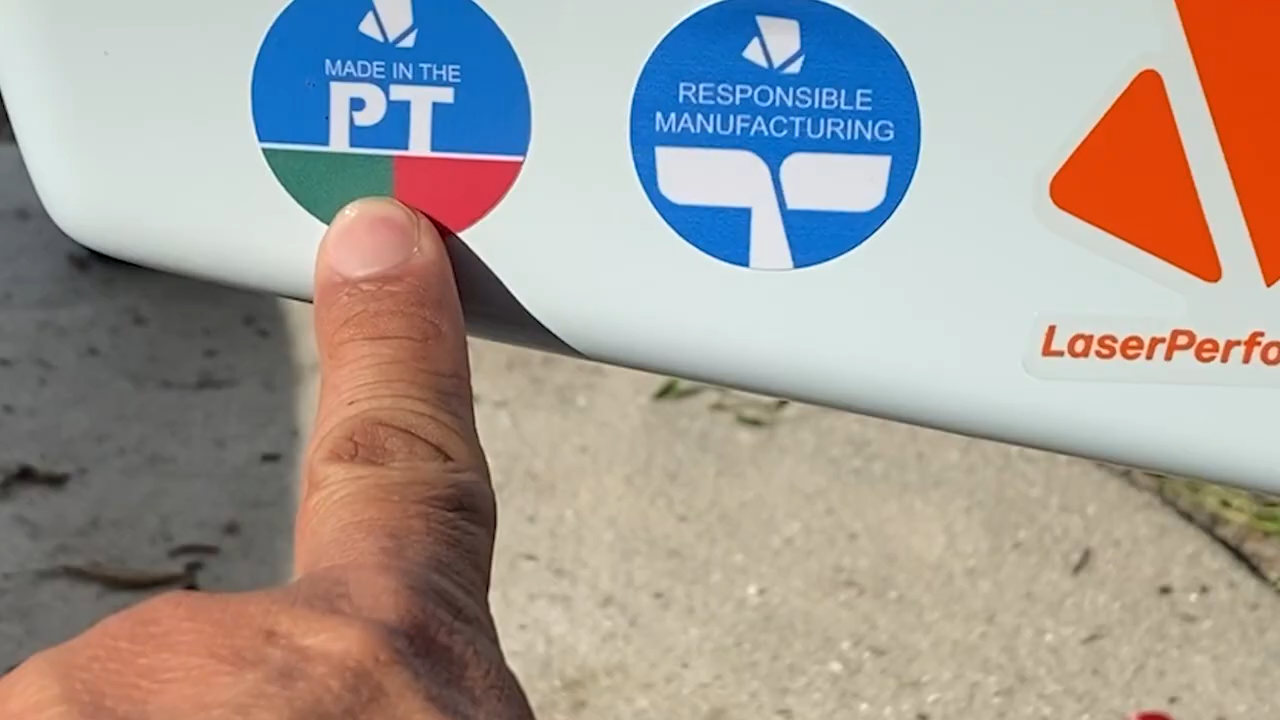 MADE IN THE
PT
RESPONSIBLE
MANUFACTURING
LaserPerfo